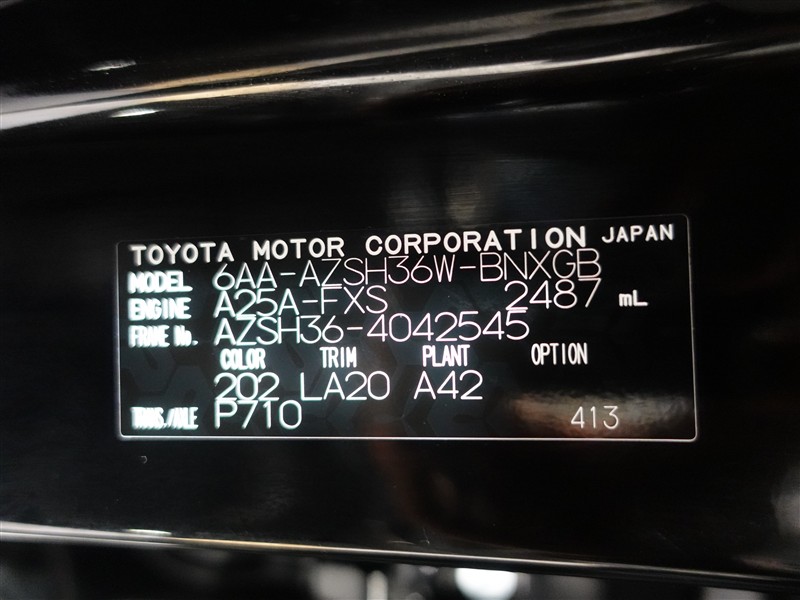 TOYOTA MOTOR CORPORATION JAPAN
MODEL 6AA-AZSH36W-BNXGB
ENGINE A25A-FXS 2487 mL
FRAME No. AZSH36-4042545
COLOR TRIM PLANT OPTION
202 LA20 A42
TRANS./AXLE P710 413